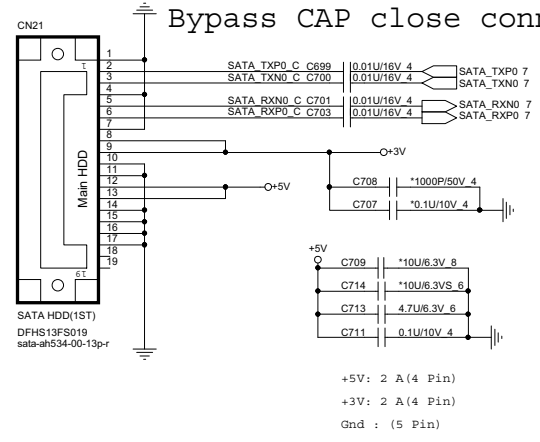 Bypass CAP close conn
CN21
1
1
2
3
4
5
6
7
8
9
10
11
12
13
14
15
16
17
18
19
19
Main HDD
SATA HDD(1ST)
DFHS13FS019
sata-ah534-00-13p-r
SATA_TXP0_C C699 0.01U/16V_4 SATA_TXP0 7
SATA_TXN0_C C700 0.01U/16V_4 SATA_TXN0 7
SATA_RXN0_C C701 0.01U/16V_4 SATA_RXN0 7
SATA_RXP0_C C703 0.01U/16V_4 SATA_RXP0 7
+3V
+5V
C708 *1000P/50V_4
C707 *0.1U/10V_4
+5V
C709 *10U/6.3V_8
C714 *10U/6.3VS_6
C713 4.7U/6.3V_6
C711 0.1U/10V_4
+5V: 2 A(4 Pin)
+3V: 2 A(4 Pin)
Gnd : (5 Pin)